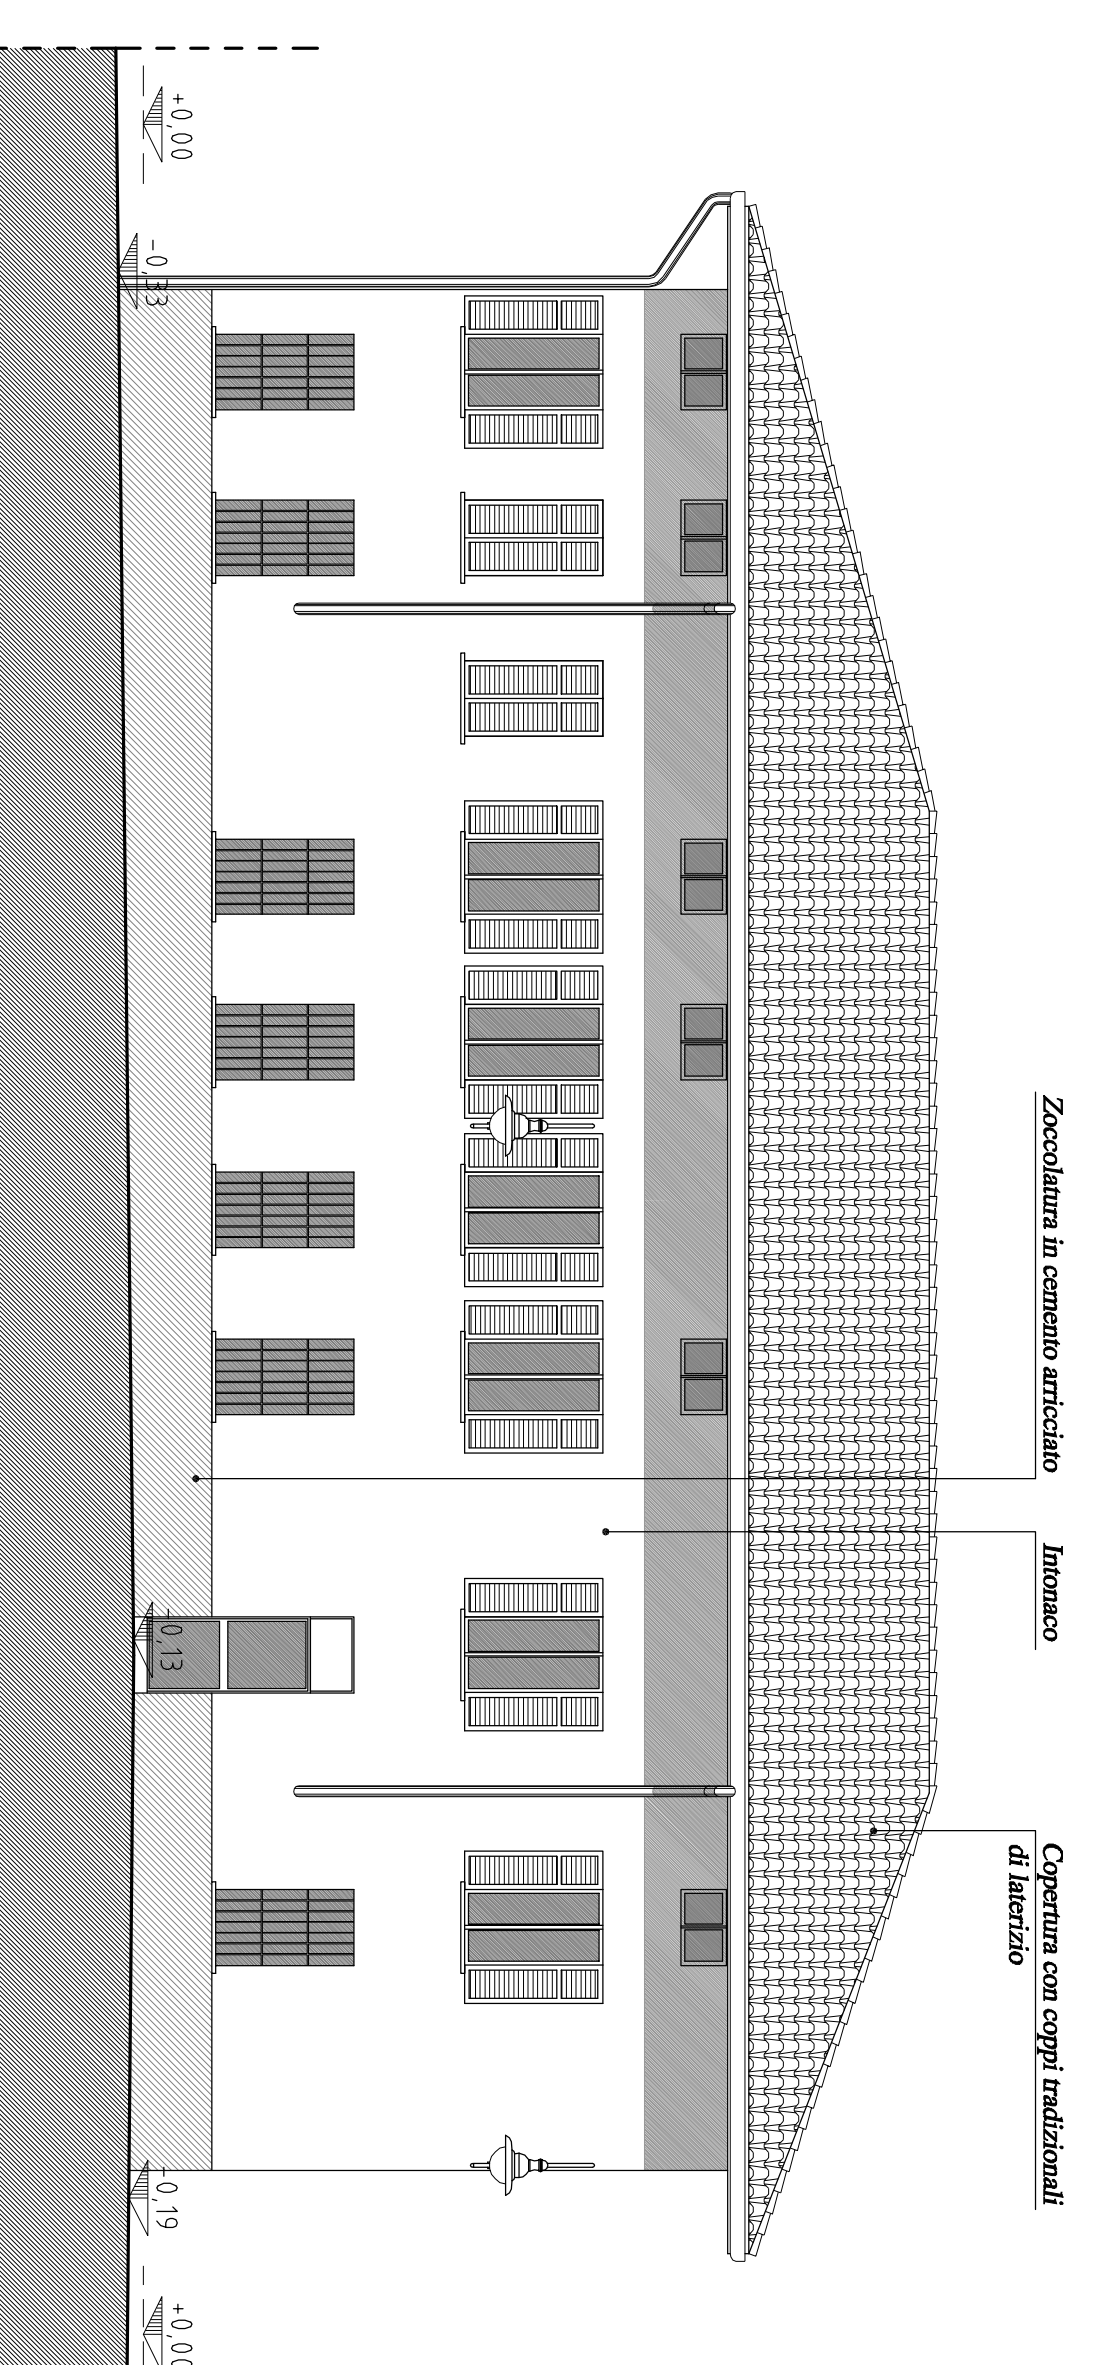 Zoccolatura in cemento arricciato
Intonaco
Copertura con coppi tradizionali
di laterizio
+0,00
-0,33
-0,13
-0,19
+0,00